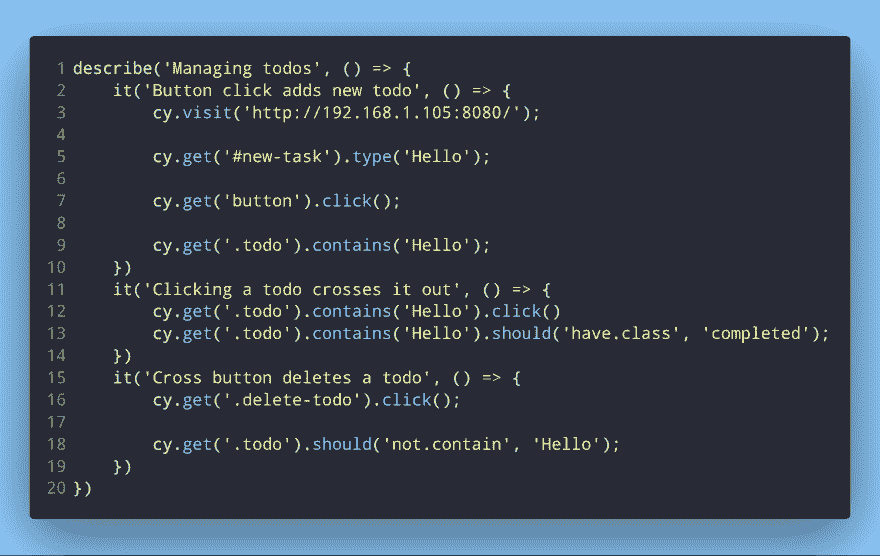 1 describe('Managing todos', () => {
2     it('Button click adds new todo', () => {
3         cy.visit('http://192.168.1.105:8080/');
4
5         cy.get('#new-task').type('Hello');
6
7         cy.get('button').click();
8
9         cy.get('.todo').contains('Hello');
10     })
11     it('Clicking a todo crosses it out', () => {
12         cy.get('.todo').contains('Hello').click()
13         cy.get('.todo').contains('Hello').should('have.class', 'completed');
14     })
15     it('Cross button deletes a todo', () => {
16         cy.get('.delete-todo').click();
17
18         cy.get('.todo').should('not.contain', 'Hello');
19     })
20 })